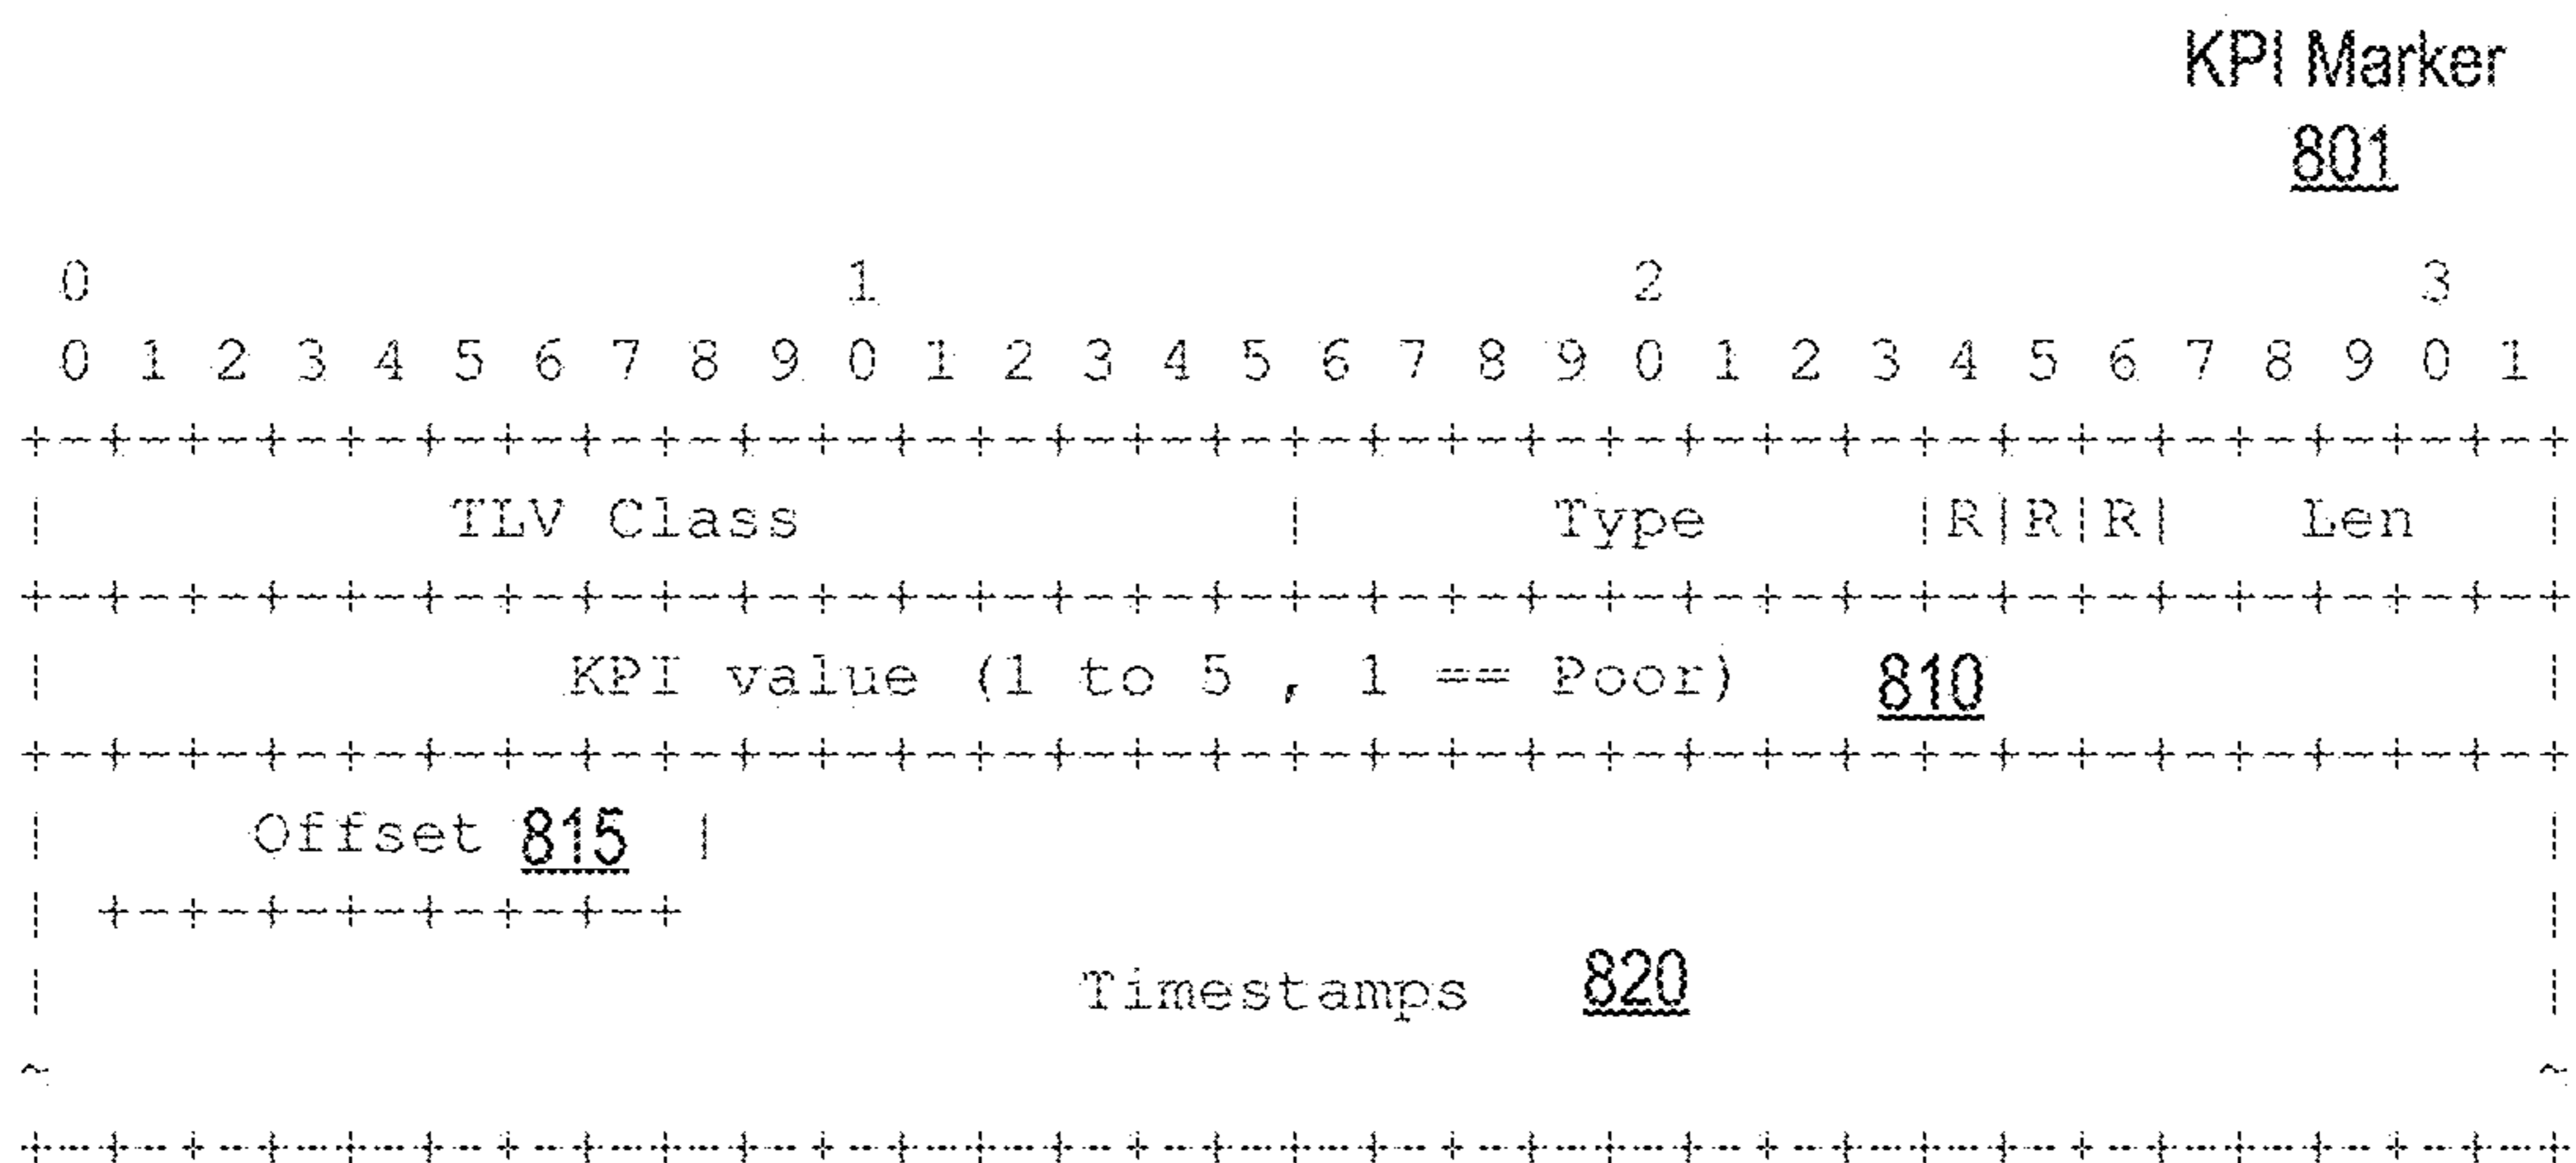 KPI Marker
801
0                   1                   2                   3
0 1 2 3 4 5 6 7 8 9 0 1 2 3 4 5 6 7 8 9 0 1 2 3 4 5 6 7 8 9 0 1
+-+-+-+-+-+-+-+-+-+-+-+-+-+-+-+-+-+-+-+-+-+-+-+-+-+-+-+-+-+-+-+-+
|          TLV Class            |      Type     |R|R|R|   Len   |
+-+-+-+-+-+-+-+-+-+-+-+-+-+-+-+-+-+-+-+-+-+-+-+-+-+-+-+-+-+-+-+-+
|             KPI value (1 to 5 , 1 == Poor)    810             |
+-+-+-+-+-+-+-+-+-+-+-+-+-+-+-+-+-+-+-+-+-+-+-+-+-+-+-+-+-+-+-+-+
|     Offset 815  |                                              |
| +-+-+-+-+-+-+-+                                               |
|                          Timestamps   820                     |
~                                                               ~
+-+-+-+-+-+-+-+-+-+-+-+-+-+-+-+-+-+-+-+-+-+-+-+-+-+-+-+-+-+-+-+-+